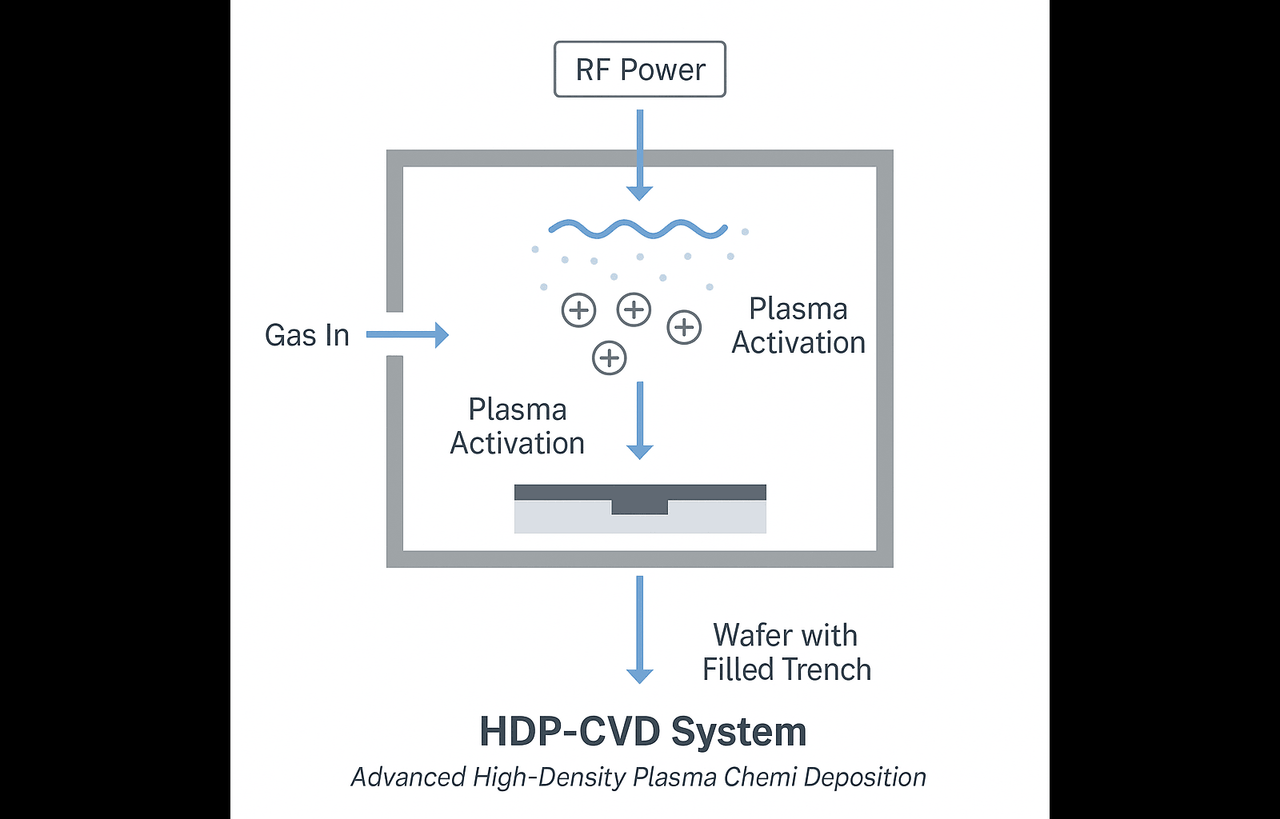 RF Power
Gas In
Plasma
Activation
Plasma
Activation
Wafer with
Filled Trench
HDP-CVD System
Advanced High-Density Plasma Chemi Deposition